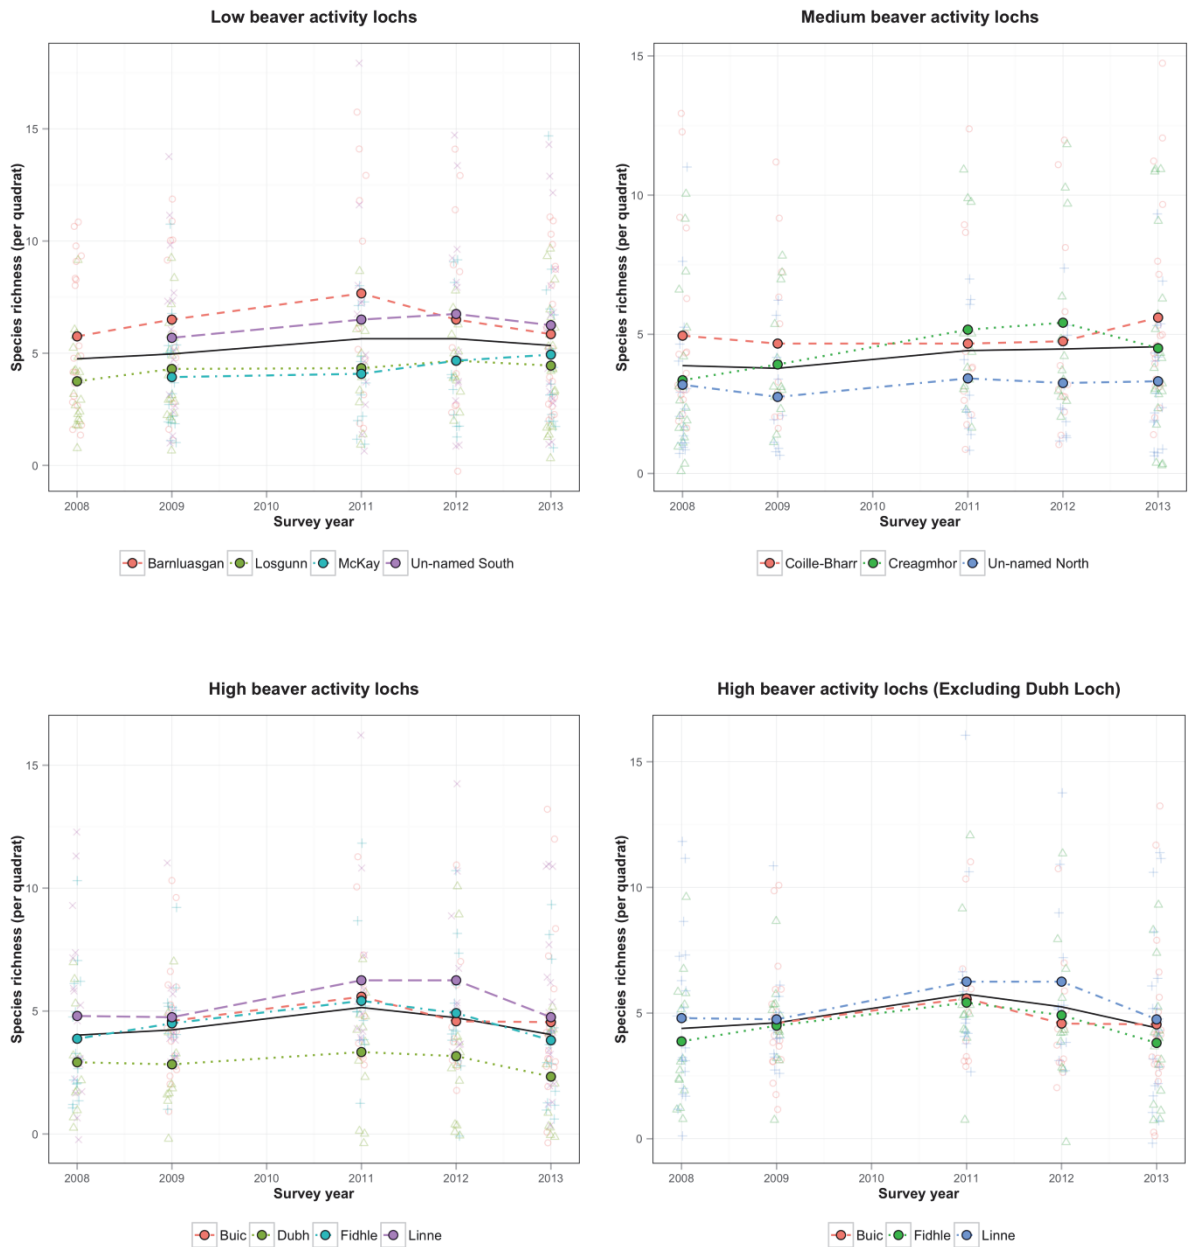 Low beaver activity lochs
Species richness (per quadrat)
15
10
5
0
2008 2009 2010 2011 2012 2013
Survey year
Barnluasgan Losgunn McKay Un-named South
Medium beaver activity lochs
Species richness (per quadrat)
15
10
5
0
2008 2009 2010 2011 2012 2013
Survey year
Coille-Bharr Creagmhor Un-named North
High beaver activity lochs
Species richness (per quadrat)
15
10
5
0
2008 2009 2010 2011 2012 2013
Survey year
Buic Dubh Fidhle Linne
High beaver activity lochs (Excluding Dubh Loch)
Species richness (per quadrat)
15
10
5
0
2008 2009 2010 2011 2012 2013
Survey year
Buic Fidhle Linne